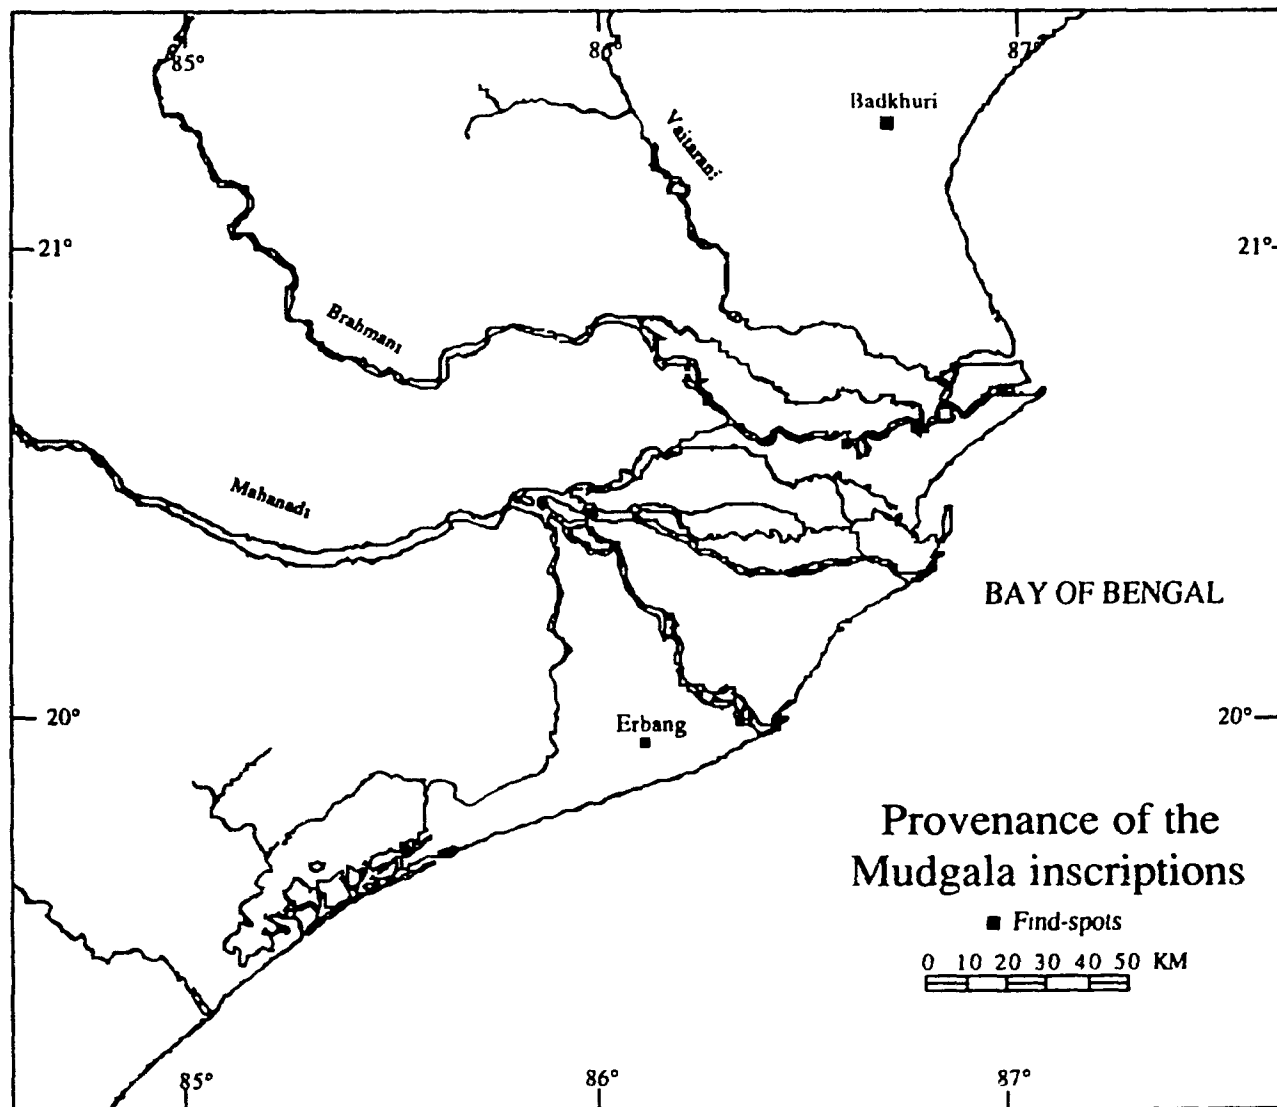 85°
86°
87°
Badkhuri
Vaitarani
21°
21°
Brahmani
Mahanadi
BAY OF BENGAL
20°
Erbang
20°
Provenance of the
Mudgala inscriptions
Find-spots
0 10 20 30 40 50 KM
85°
86°
87°